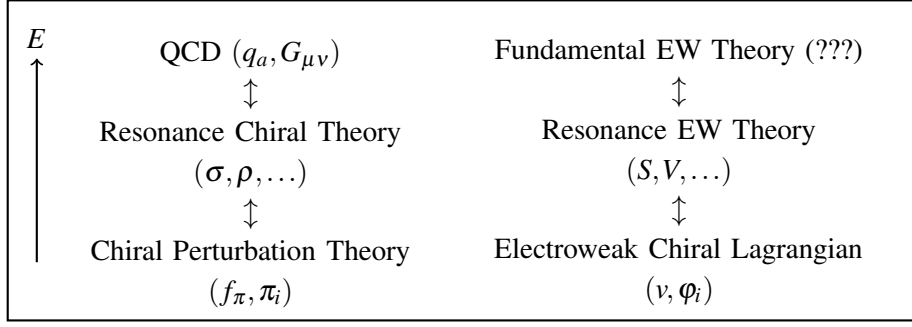 E
QCD (q_a, G_μν)
↕
Resonance Chiral Theory
(σ, ρ, …)
↕
Chiral Perturbation Theory
(f_π, π_i)
Fundamental EW Theory (???)
↕
Resonance EW Theory
(S, V, …)
↕
Electroweak Chiral Lagrangian
(v, φ_i)